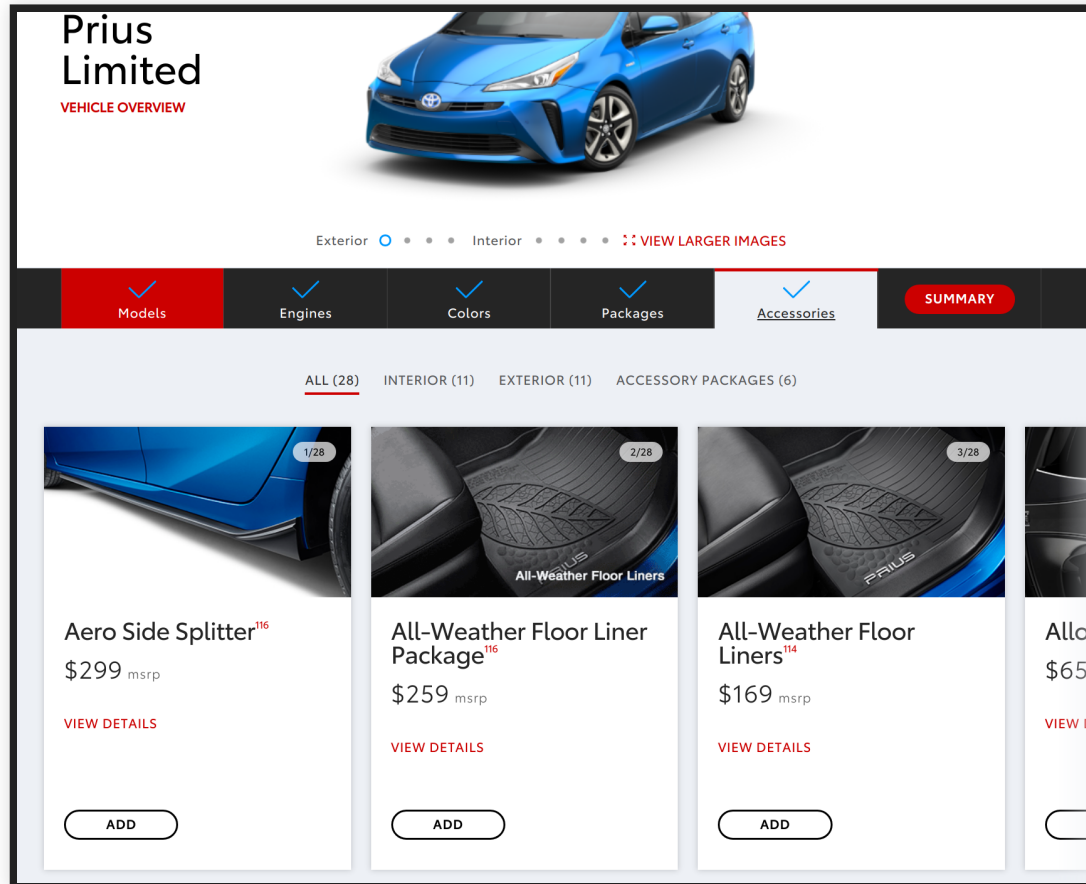 Prius
Limited
VEHICLE OVERVIEW
Exterior Interior VIEW LARGER IMAGES
Models Engines Colors Packages Accessories SUMMARY
ALL (28) INTERIOR (11) EXTERIOR (11) ACCESSORY PACKAGES (6)
1/28
Aero Side Splitter116
$299 msrp
VIEW DETAILS
ADD
2/28
PRIUS
All-Weather Floor Liners
All-Weather Floor Liner
Package116
$259 msrp
VIEW DETAILS
ADD
3/28
PRIUS
All-Weather Floor
Liners114
$169 msrp
VIEW DETAILS
ADD
$65
VIEW